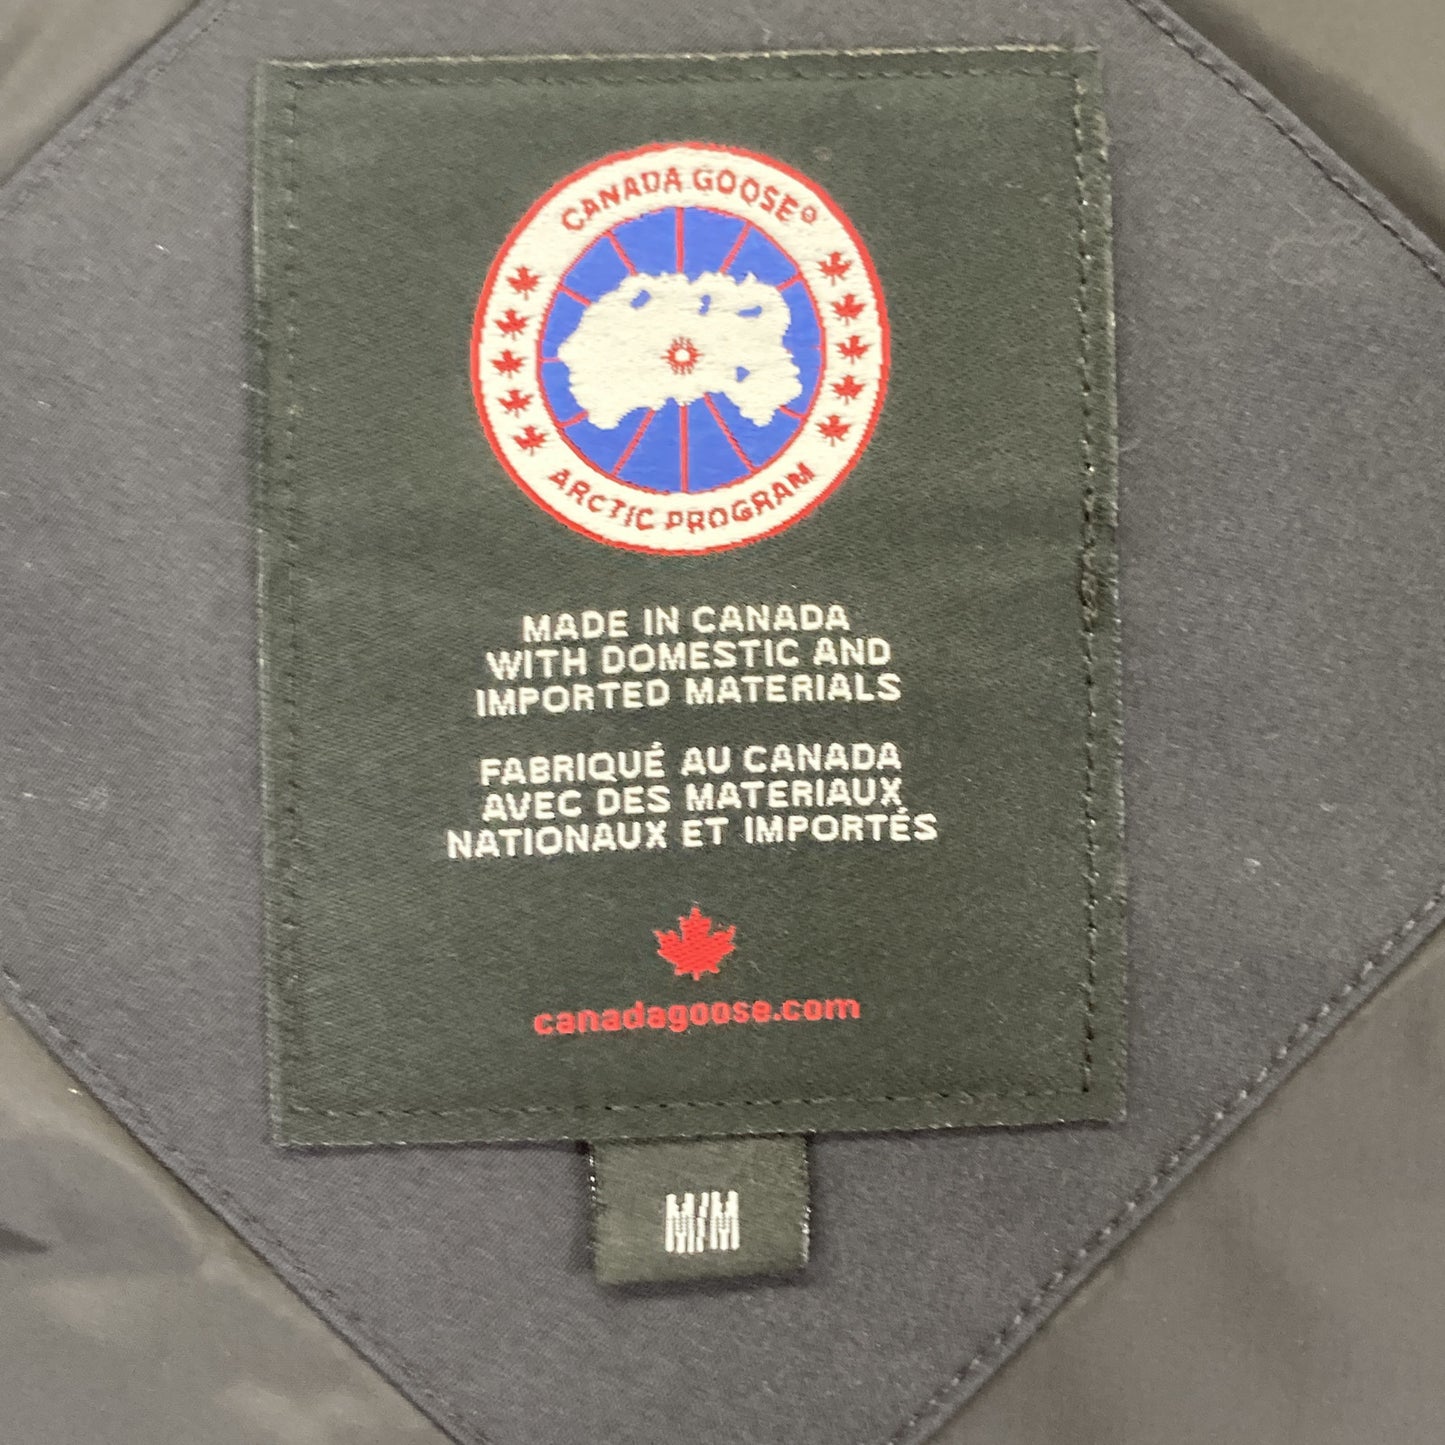 CANADA GOOSE®
ARCTIC PROGRAM
MADE IN CANADA
WITH DOMESTIC AND
IMPORTED MATERIALS
FABRIQUÉ AU CANADA
AVEC DES MATERIAUX
NATIONAUX ET IMPORTÉS
canadagoose.com
M/M